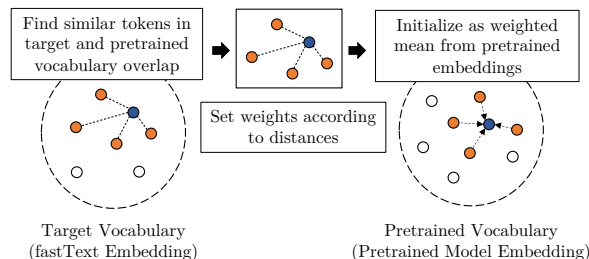 Find similar tokens in
target and pretrained
vocabulary overlap
Set weights according
to distances
Initialize as weighted
mean from pretrained
embeddings
Target Vocabulary
(fastText Embedding)
Pretrained Vocabulary
(Pretrained Model Embedding)